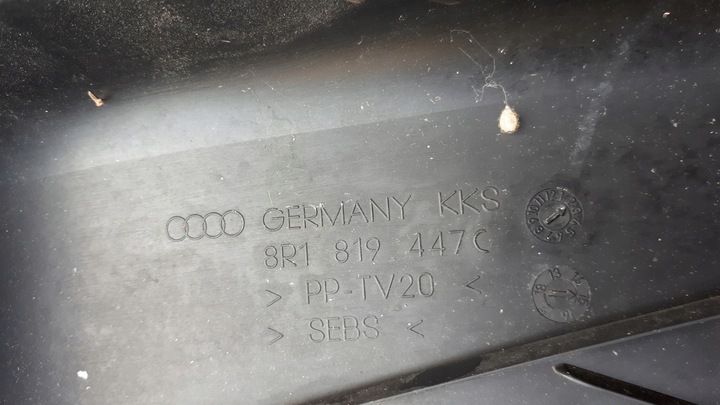 GERMANY KKS
8R1 819 447C
> PP-TV20 <
> SEBS <